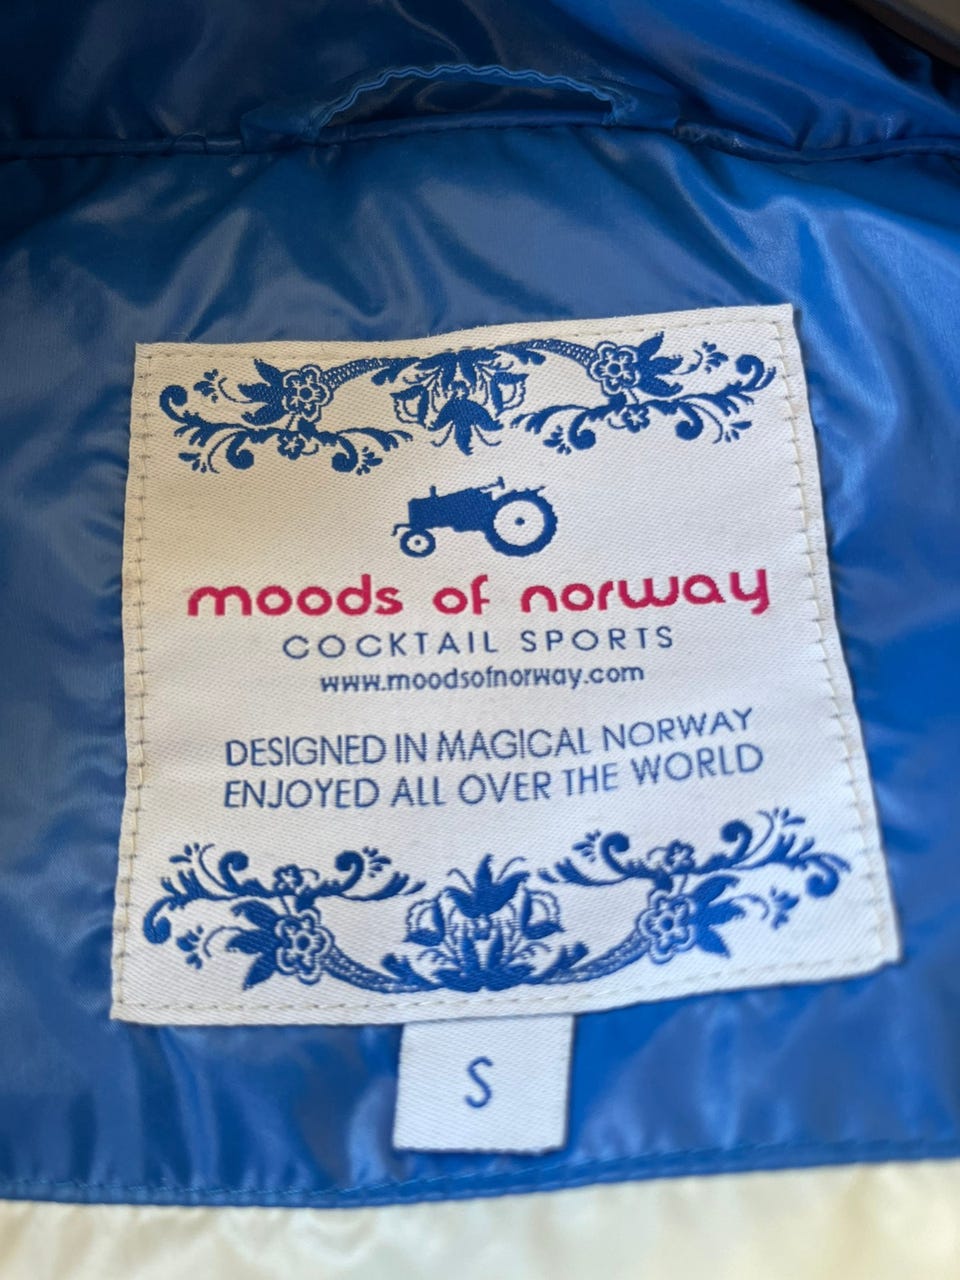 moods of norway
COCKTAIL SPORTS
www.moodsofnorway.com
DESIGNED IN MAGICAL NORWAY
ENJOYED ALL OVER THE WORLD
S